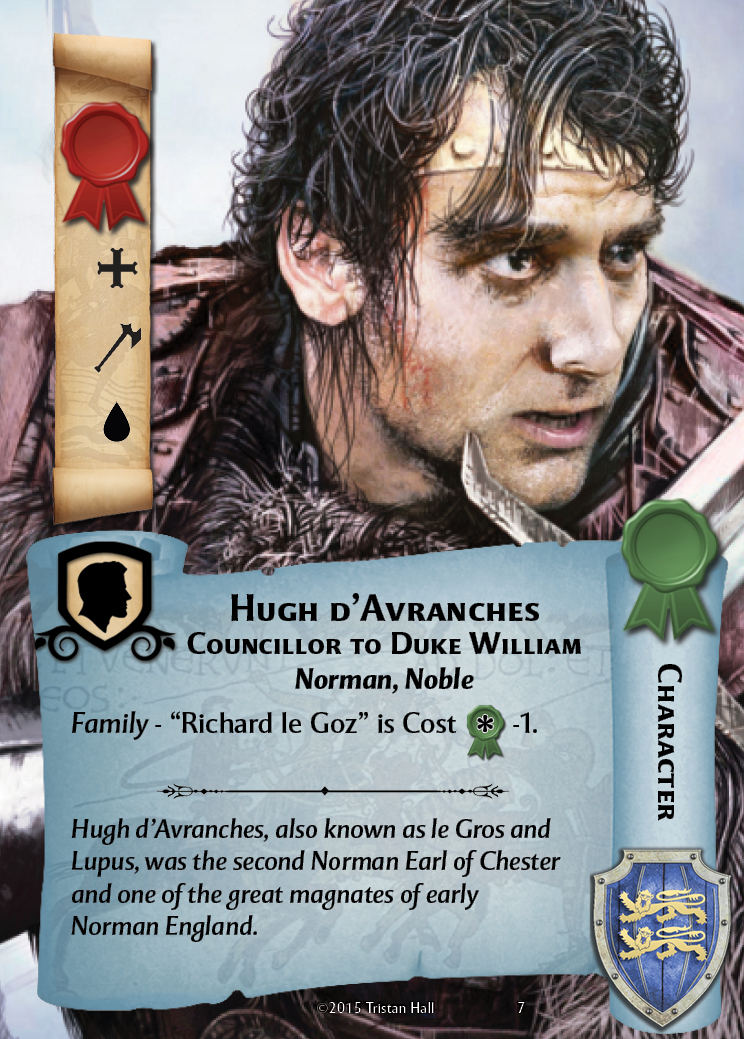 Hugh d’Avranches
Councillor to Duke William
Norman, Noble
Family - “Richard le Goz” is Cost * -1.
Hugh d’Avranches, also known as le Gros and
Lupus, was the second Norman Earl of Chester
and one of the great magnates of early
Norman England.
Character
©2015 Tristan Hall 7